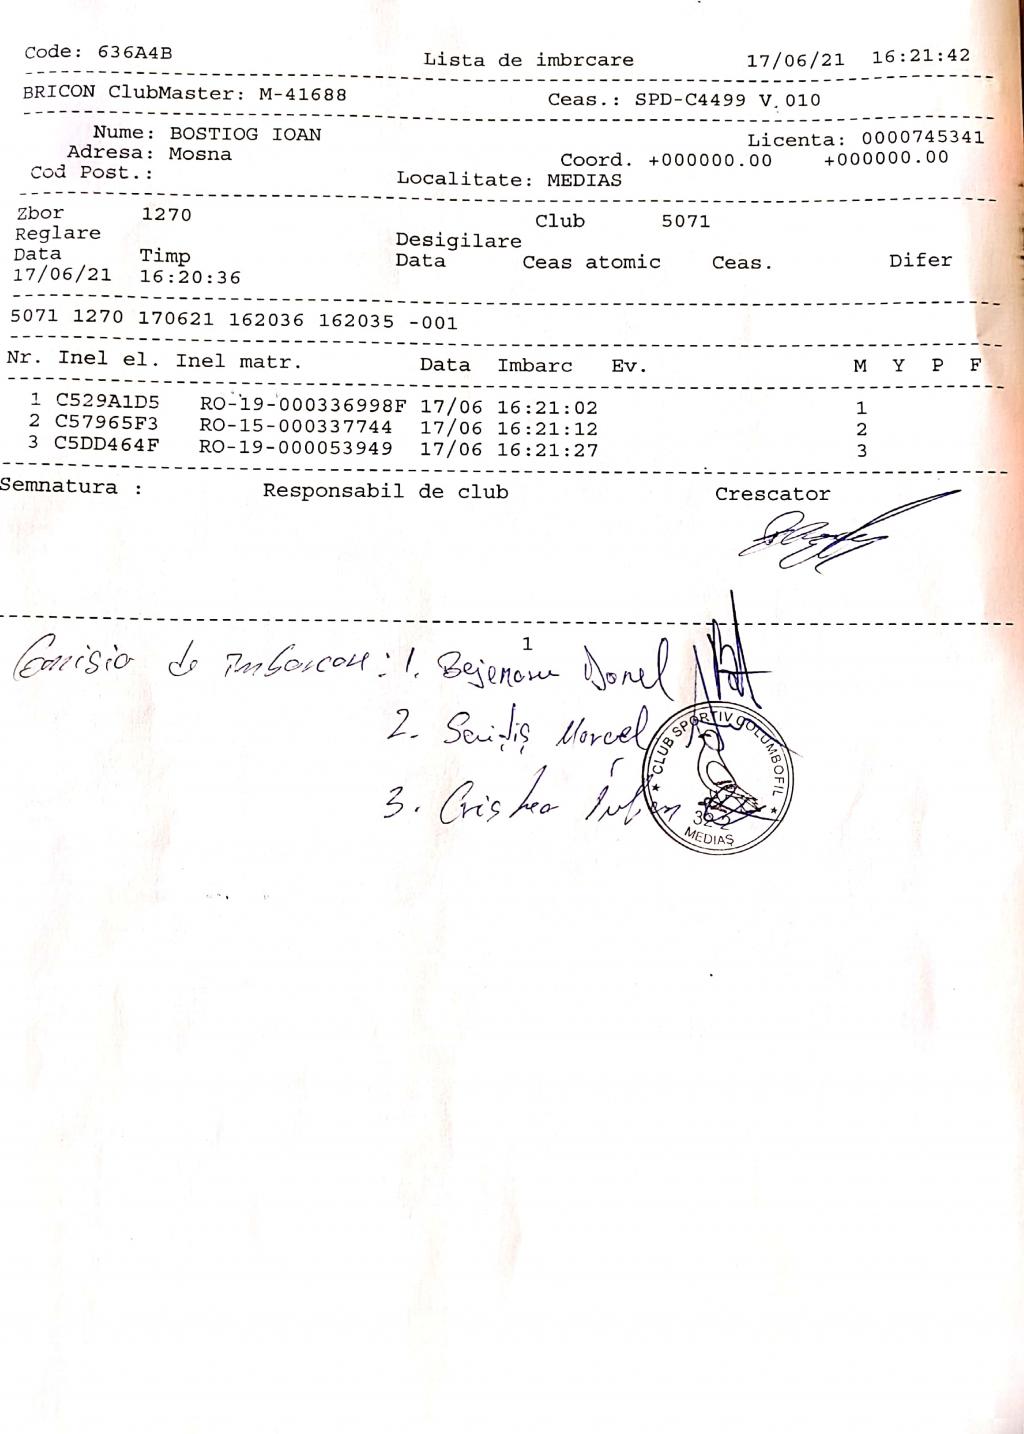 Code: 636A4B Lista de imbrcare 17/06/21 16:21:42
BRICON ClubMaster: M-41688 Ceas.: SPD-C4499 V.010
Nume: BOSTIOG IOAN Licenta: 0000745341
Adresa: Mosna Coord. +000000.00 +000000.00
Cod Post.: Localitate: MEDIAS
Zbor 1270 Club 5071
Reglare Desigilare
Data Timp Data Ceas atomic Ceas. Difer
17/06/21 16:20:36
5071 1270 170621 162036 162035 -001
Nr. Inel el. Inel matr. Data Imbarc Ev. M Y P F
1 C529A1D5 RO-19-000336998F 17/06 16:21:02 1
2 C57965F3 RO-15-000337744 17/06 16:21:12 2
3 C5DD464F RO-19-000053949 17/06 16:21:27 3
Semnatura : Responsabil de club Crescator
1
Comisia de imbarcare: 1. Bejenaru Donel
2. Marcel
3. Cristea
CLUB SPORTIV COLUMBOFIL
322
MEDIAȘ